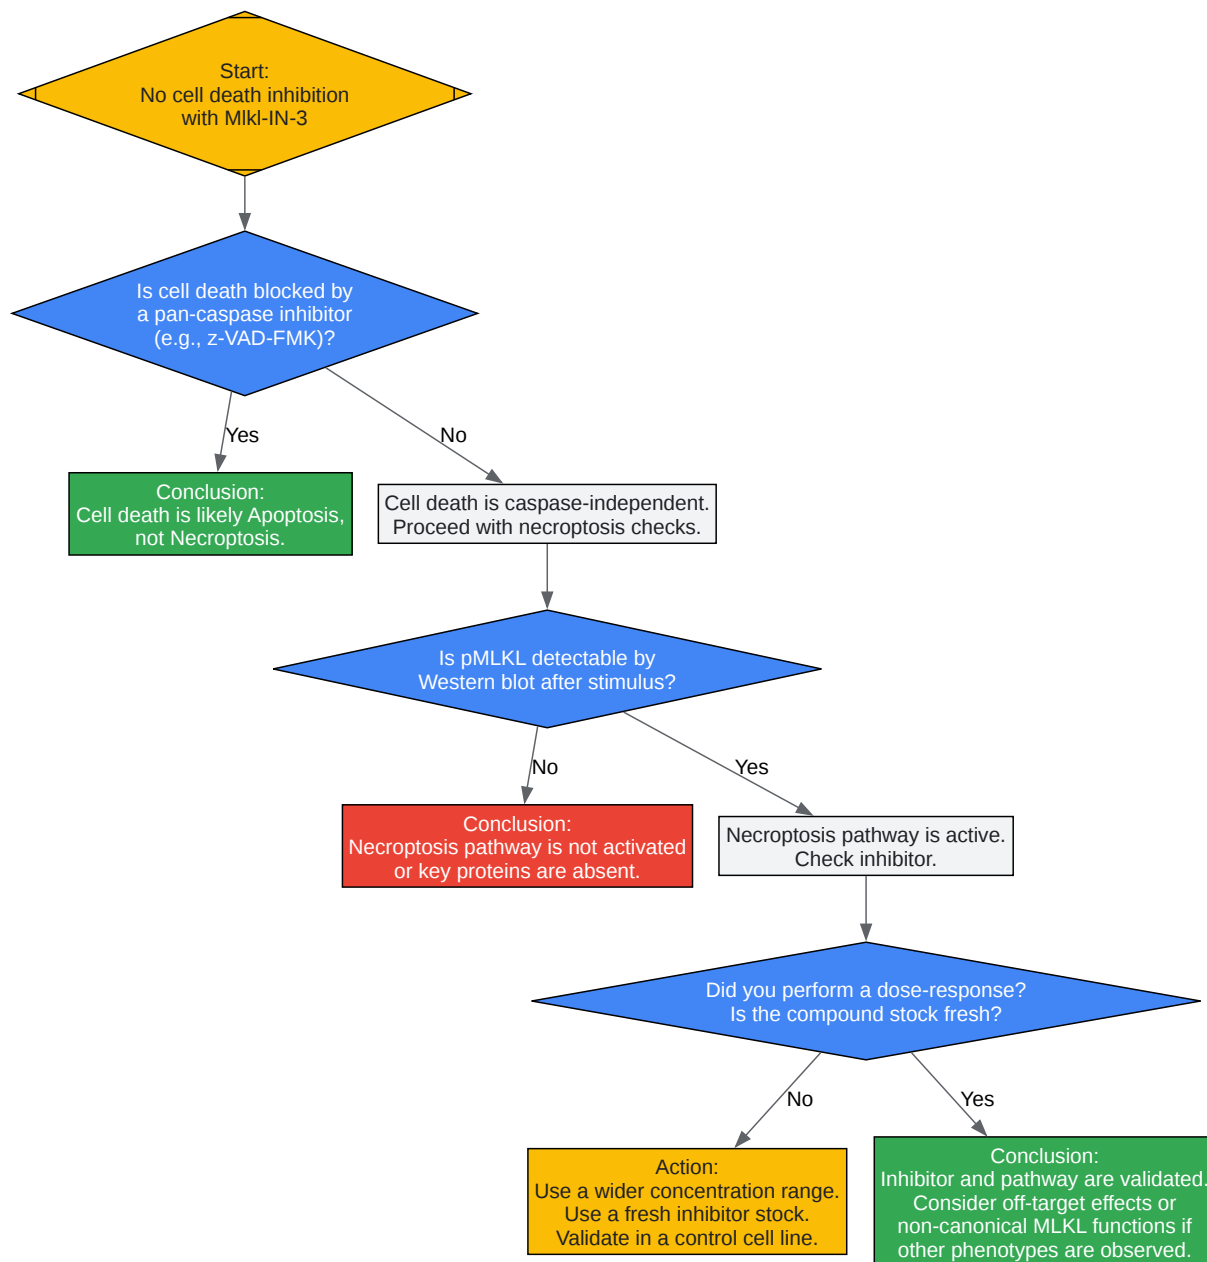 Start:
No cell death inhibition
with Mlkl-IN-3
Is cell death blocked by
a pan-caspase inhibitor
(e.g., z-VAD-FMK)?
Yes
No
Conclusion:
Cell death is likely Apoptosis,
not Necroptosis.
Cell death is caspase-independent.
Proceed with necroptosis checks.
Is pMLKL detectable by
Western blot after stimulus?
No
Yes
Conclusion:
Necroptosis pathway is not activated
or key proteins are absent.
Necroptosis pathway is active.
Check inhibitor.
Did you perform a dose-response?
Is the compound stock fresh?
No
Yes
Action:
Use a wider concentration range.
Use a fresh inhibitor stock.
Validate in a control cell line.
Conclusion:
Inhibitor and pathway are validated.
Consider off-target effects or
non-canonical MLKL functions if
other phenotypes are observed.